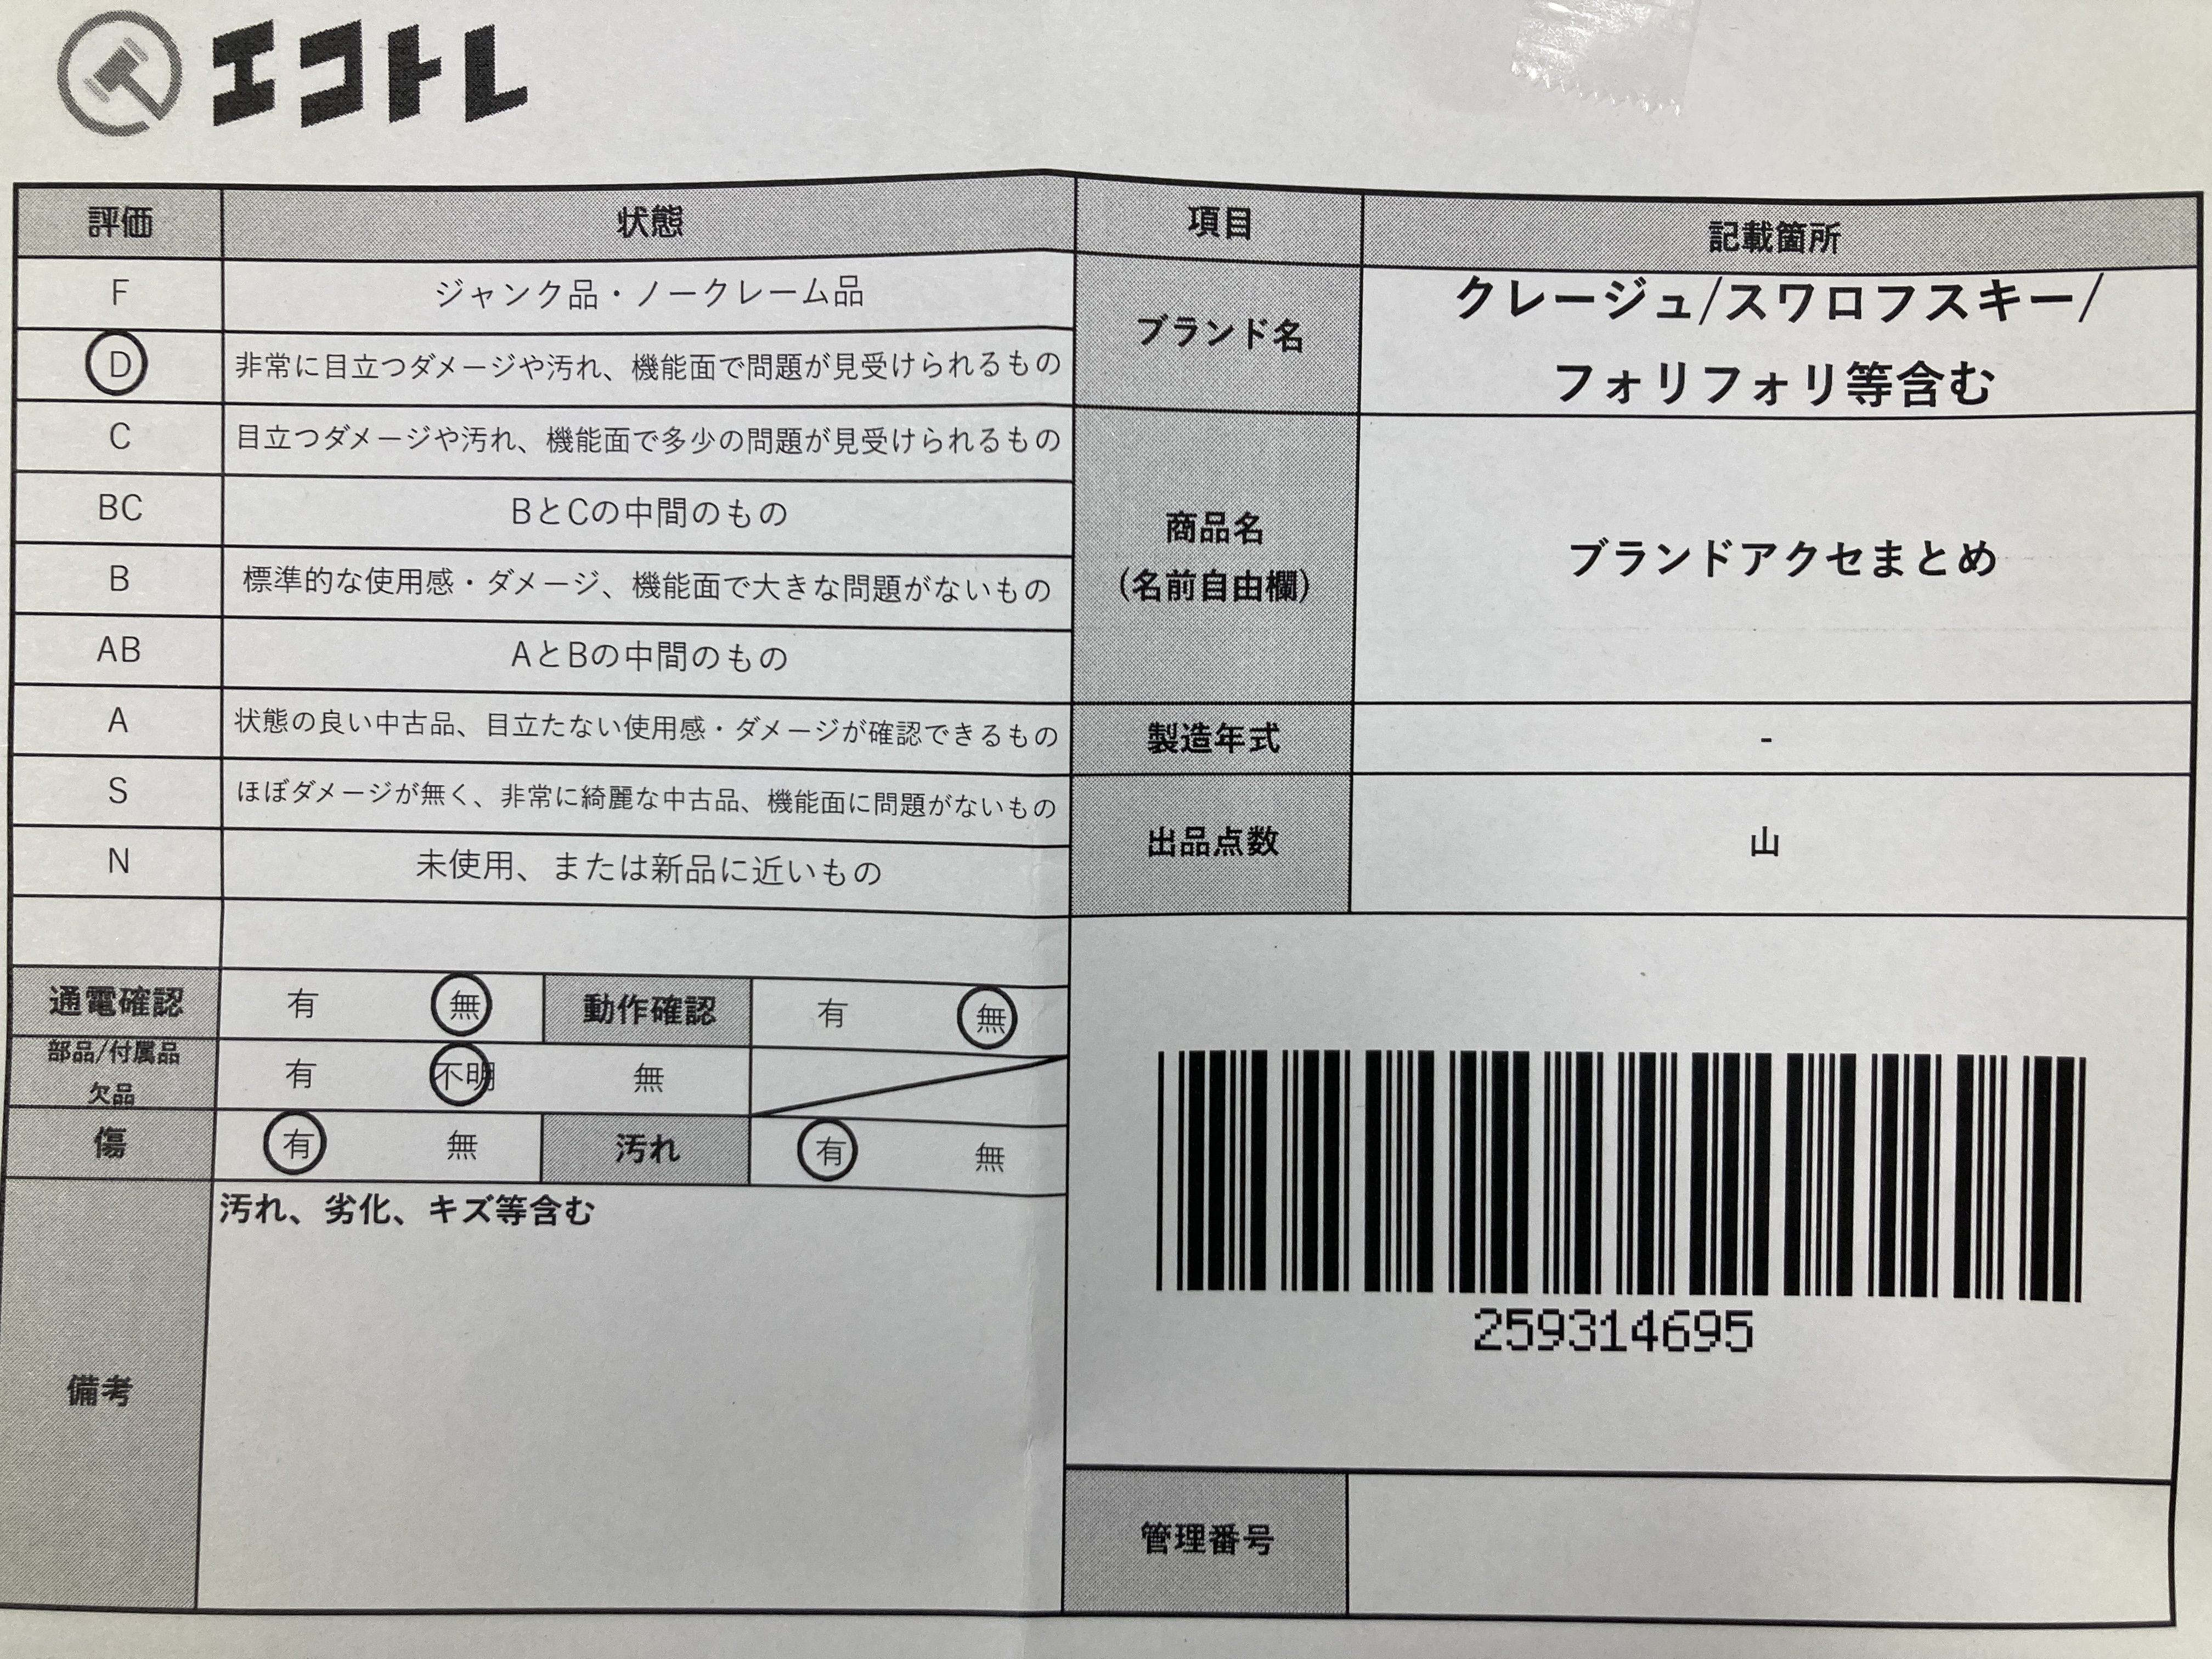 エコトレ
評価 状態
F ジャンク品・ノークレーム品
D 非常に目立つダメージや汚れ、機能面で問題が見受けられるもの
C 目立つダメージや汚れ、機能面で多少の問題が見受けられるもの
BC BとCの中間のもの
B 標準的な使用感・ダメージ、機能面で大きな問題がないもの
AB AとBの中間のもの
A 状態の良い中古品、目立たない使用感・ダメージが確認できるもの
S ほぼダメージが無く、非常に綺麗な中古品、機能面に問題がないもの
N 未使用、または新品に近いもの
通電確認 有 無 動作確認 有 無
部品/付属品
欠品 有 不明 無
傷 有 無 汚れ 有 無
備考 汚れ、劣化、キズ等含む
項目 記載箇所
ブランド名 クレージュ/スワロフスキー/
フォリフォリ等含む
商品名
(名前自由欄) ブランドアクセまとめ
製造年式 -
出品点数 山
259314695
管理番号